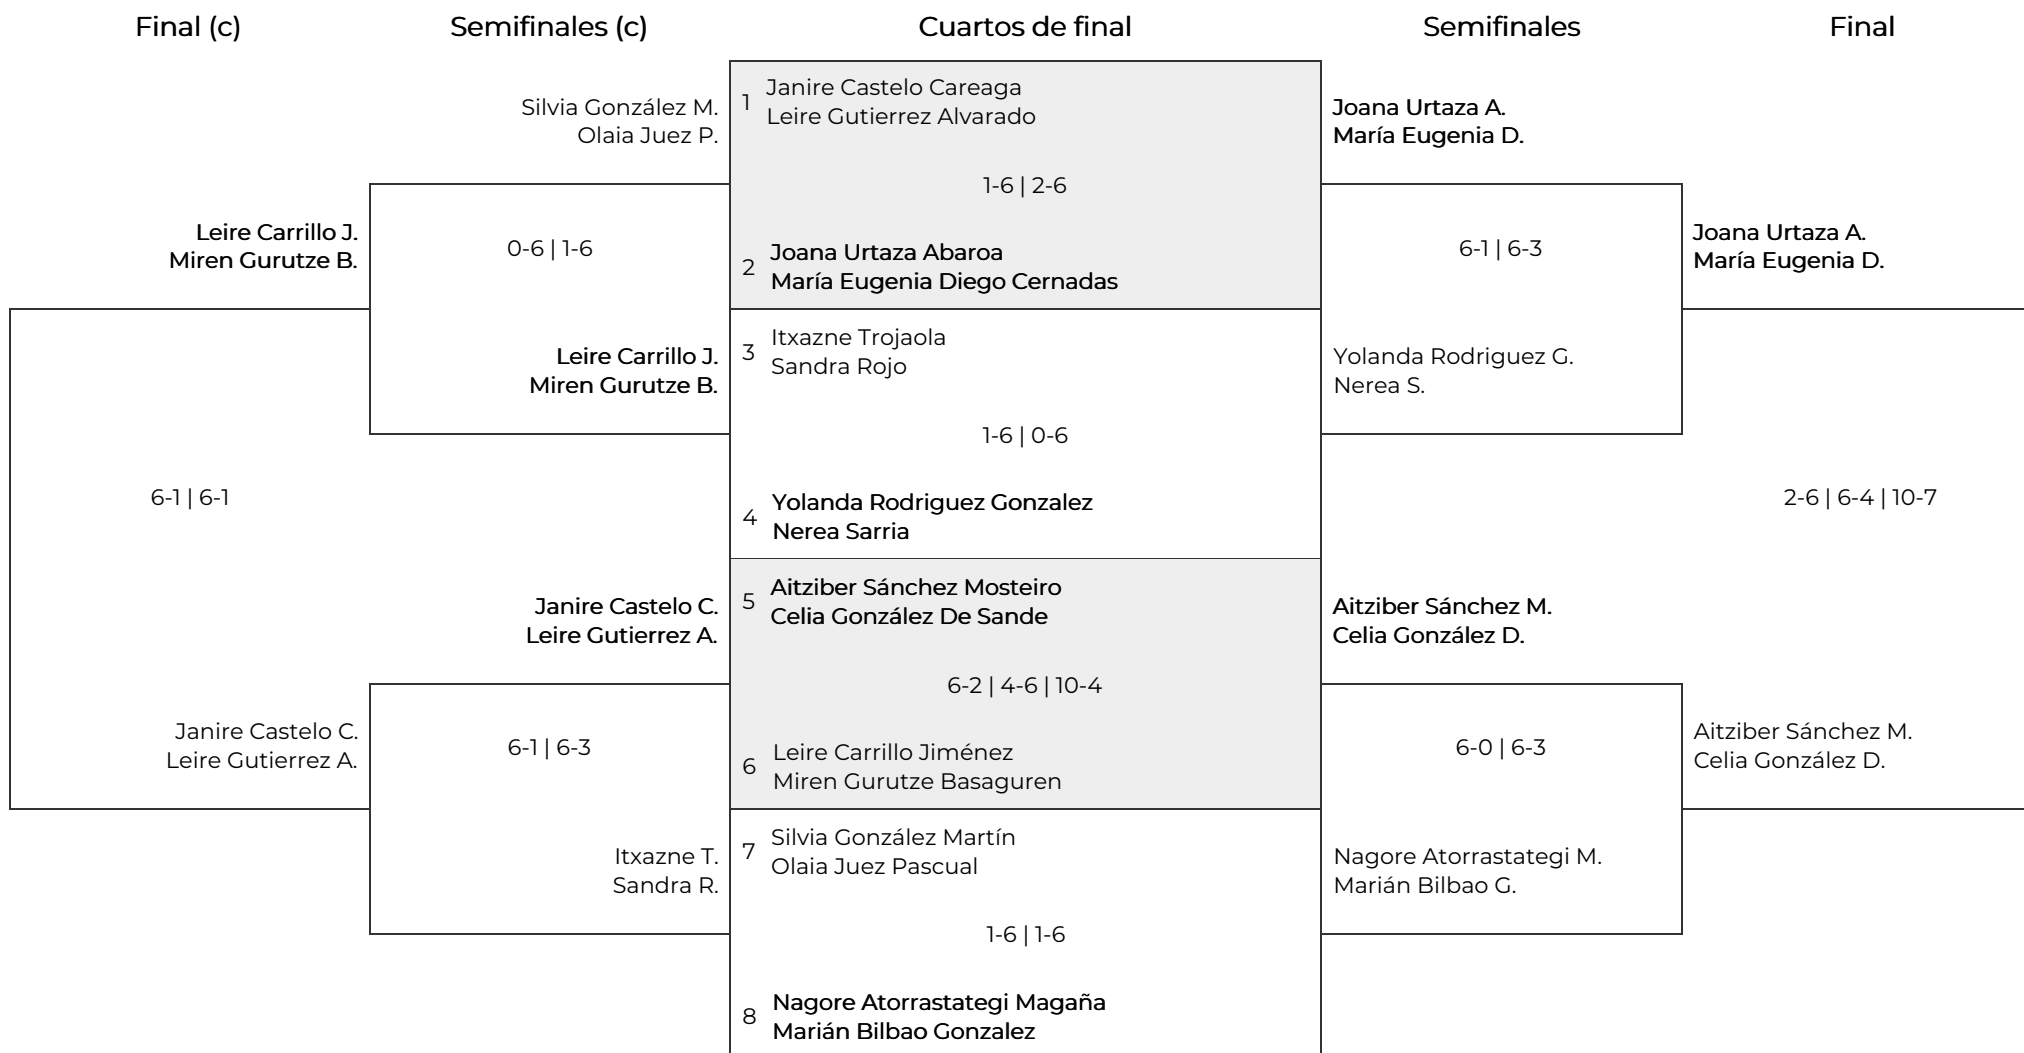 Final (c)
Semifinales (c)
Cuartos de final
Semifinales
Final
Leire Carrillo J.
Miren Gurutze B.
6-1 | 6-1
Janire Castelo C.
Leire Gutierrez A.
Silvia González M.
Olaia Juez P.
0-6 | 1-6
Leire Carrillo J.
Miren Gurutze B.
Janire Castelo C.
Leire Gutierrez A.
6-1 | 6-3
Itxazne T.
Sandra R.
1 Janire Castelo Careaga
Leire Gutierrez Alvarado
1-6 | 2-6
2 Joana Urtaza Abaroa
María Eugenia Diego Cernadas
3 Itxazne Trojaola
Sandra Rojo
1-6 | 0-6
4 Yolanda Rodriguez Gonzalez
Nerea Sarria
5 Aitziber Sánchez Mosteiro
Celia González De Sande
6-2 | 4-6 | 10-4
6 Leire Carrillo Jiménez
Miren Gurutze Basaguren
7 Silvia González Martín
Olaia Juez Pascual
1-6 | 1-6
8 Nagore Atorrastategi Magaña
Marián Bilbao Gonzalez
Joana Urtaza A.
María Eugenia D.
6-1 | 6-3
Yolanda Rodriguez G.
Nerea S.
Aitziber Sánchez M.
Celia González D.
6-0 | 6-3
Nagore Atorrastategi M.
Marián Bilbao G.
Joana Urtaza A.
María Eugenia D.
2-6 | 6-4 | 10-7
Aitziber Sánchez M.
Celia González D.